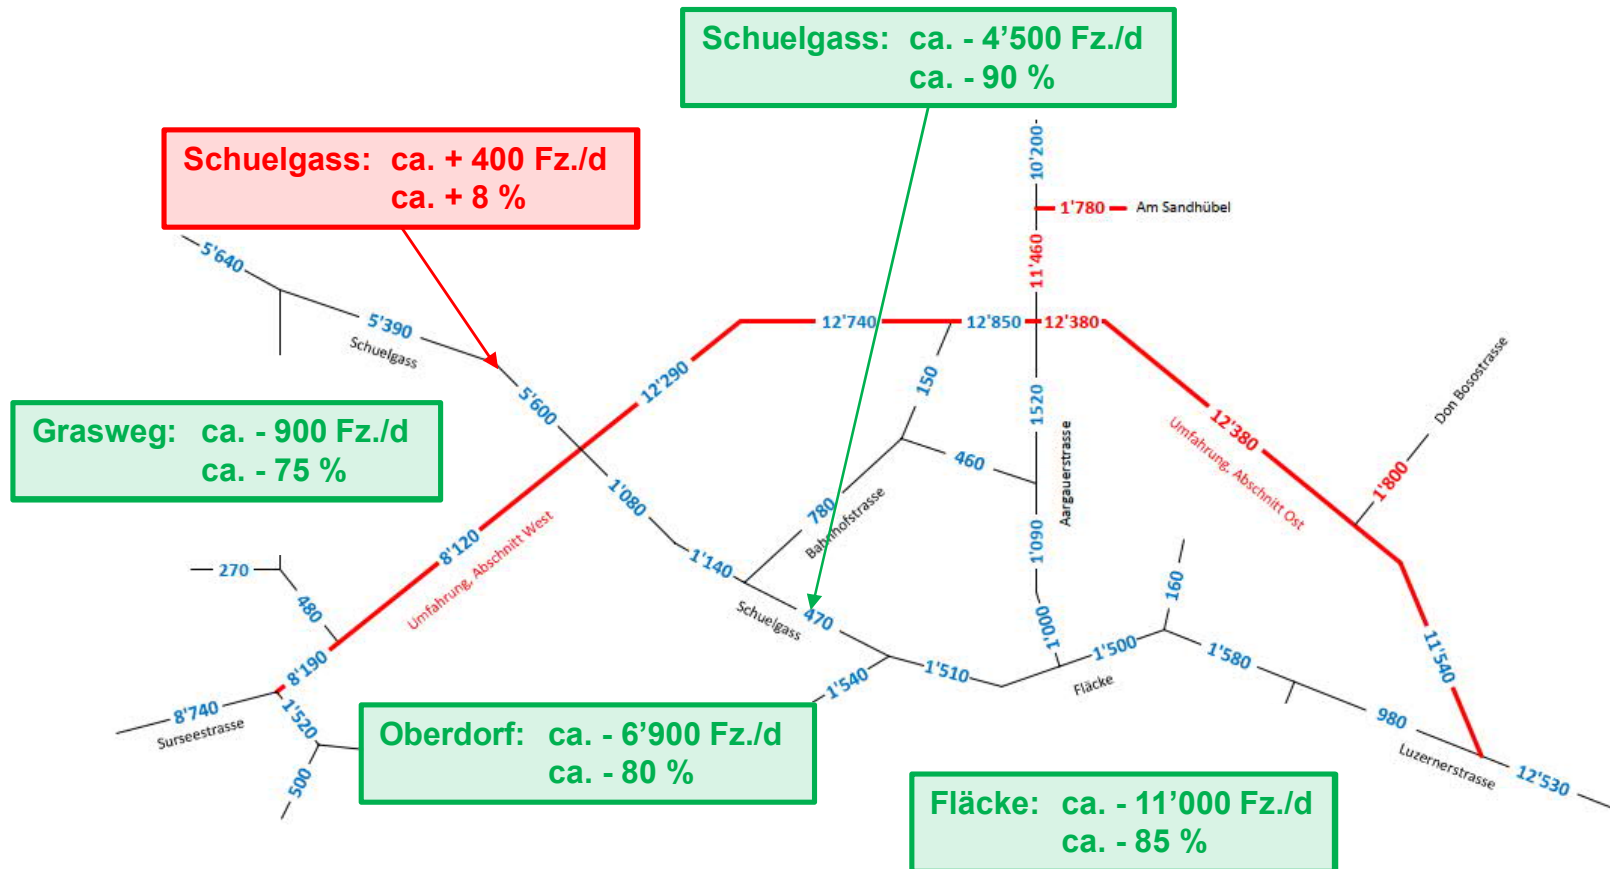 Schuelgass: ca. - 4’500 Fz./d
ca. - 90 %
Schuelgass: ca. + 400 Fz./d
ca. + 8 %
10'200
1'780
Am Sandhübel
11'460
5'640
5'390
Schuelgass
12'740
12'850
12'380
12'290
150
1520
5'600
Don Bosostrasse
Grasweg: ca. - 900 Fz./d
ca. - 75 %
12'380
Umfahrung, Abschnitt Ost
460
Aargauerstrasse
1'800
1'080
780
Bahnhofstrasse
8'120
Umfahrung, Abschnitt West
1'090
1'140
270
480
160
470
Schuelgass
1'000
1'500
1'580
11'540
8'190
1'540
1'510
Fläcke
8'740
Surseestrasse
1'520
980
Luzernerstrasse
Oberdorf: ca. - 6’900 Fz./d
ca. - 80 %
500
12'530
Fläcke: ca. - 11’000 Fz./d
ca. - 85 %